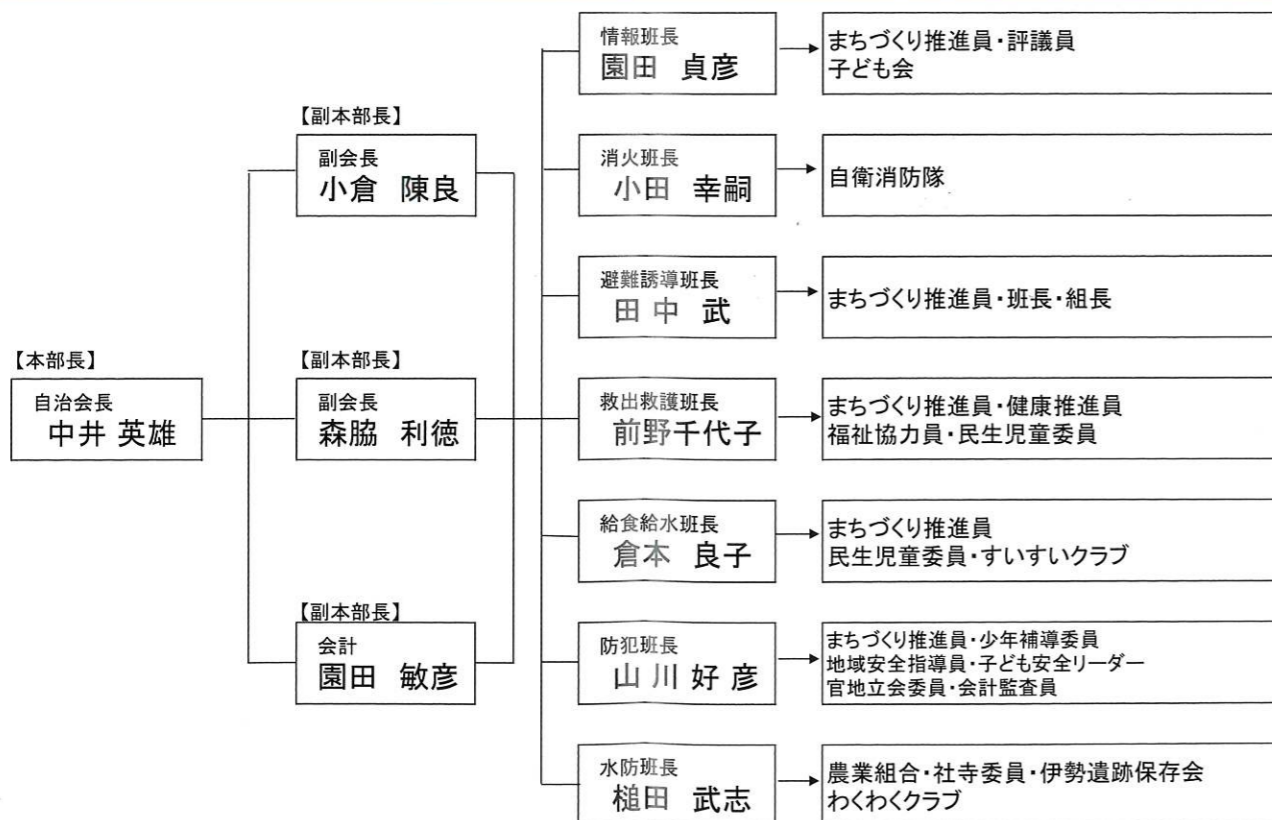 【本部長】
自治会長
中井 英雄
【副本部長】
副会長
小倉 陳良
【副本部長】
副会長
森脇 利徳
【副本部長】
会計
園田 敏彦
情報班長
園田 貞彦
まちづくり推進員・評議員
子ども会
消火班長
小田 幸嗣
自衛消防隊
避難誘導班長
田中 武
まちづくり推進員・班長・組長
救出救護班長
前野千代子
まちづくり推進員・健康推進員
福祉協力員・民生児童委員
給食給水班長
倉本 良子
まちづくり推進員
民生児童委員・すいすいクラブ
防犯班長
山川好彦
まちづくり推進員・少年補導委員
地域安全指導員・子ども安全リーダー
官地立会委員・会計監査員
水防班長
槌田 武志
農業組合・社寺委員・伊勢遺跡保存会
わくわくクラブ